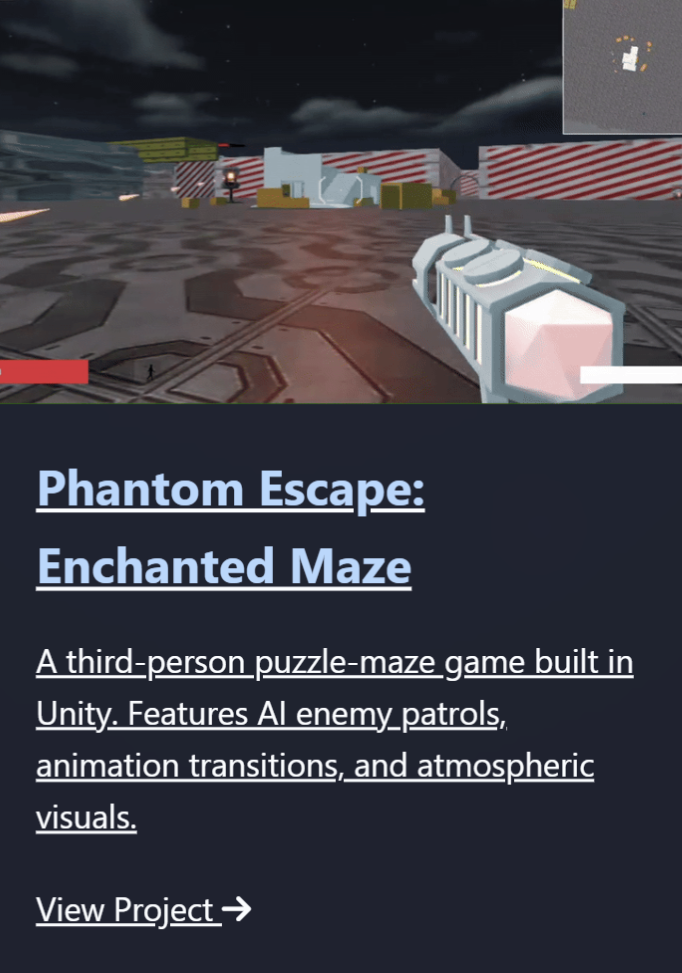 Phantom Escape:
Enchanted Maze
A third-person puzzle-maze game built in
Unity. Features AI enemy patrols,
animation transitions, and atmospheric
visuals.
View Project →